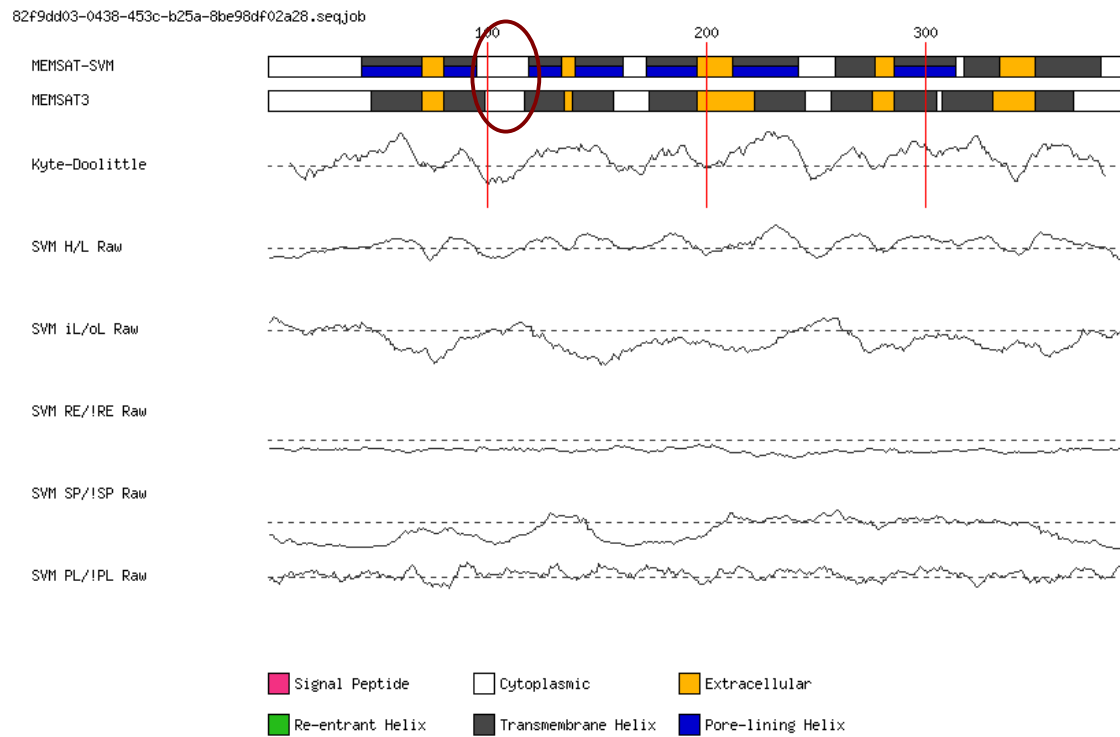 82f9dd03-0438-453c-b25a-8be98df02a28.seqjob
100 200 300
MEMSAT-SVM
MEMSAT3
Kyte-Doolittle
SVM H/L Raw
SVM iL/oL Raw
SVM RE/!RE Raw
SVM SP/!SP Raw
SVM PL/!PL Raw
Signal Peptide Cytoplasmic Extracellular
Re-entrant Helix Transmembrane Helix Pore-lining Helix